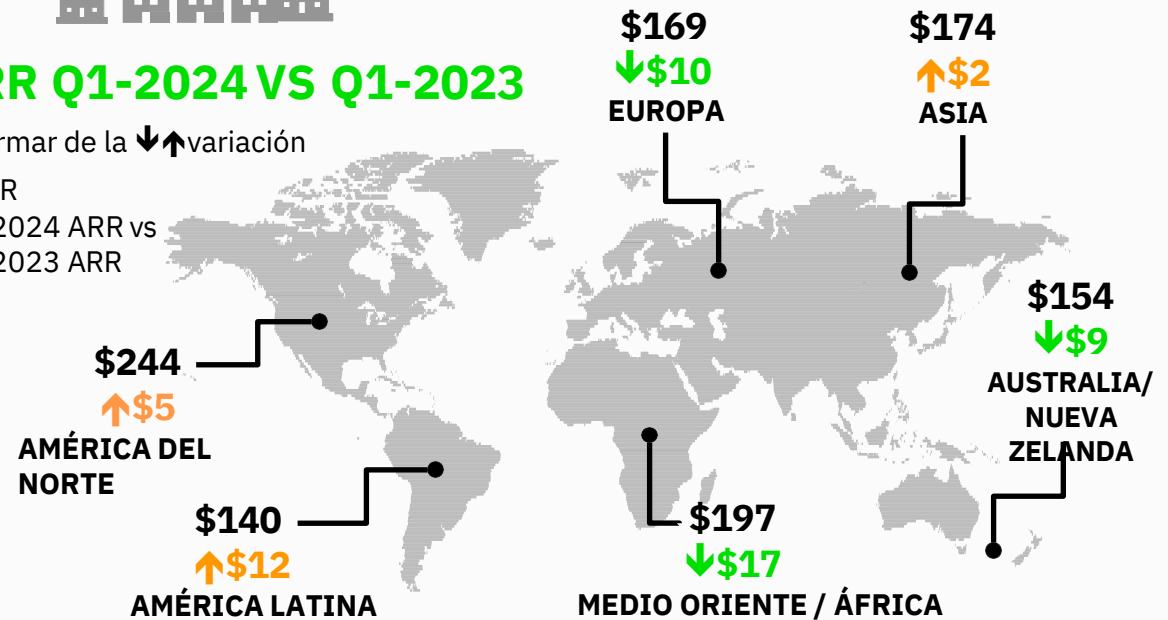 RR Q1-2024 VS Q1-2023
rmar de la ↓↑variación
R
2024 ARR vs
2023 ARR
$169
↓$10
EUROPA
$174
↑$2
ASIA
$154
↓$9
AUSTRALIA/
NUEVA
ZELANDA
$244
↑$5
AMÉRICA DEL
NORTE
$140
↑$12
AMÉRICA LATINA
$197
↓$17
MEDIO ORIENTE / ÁFRICA